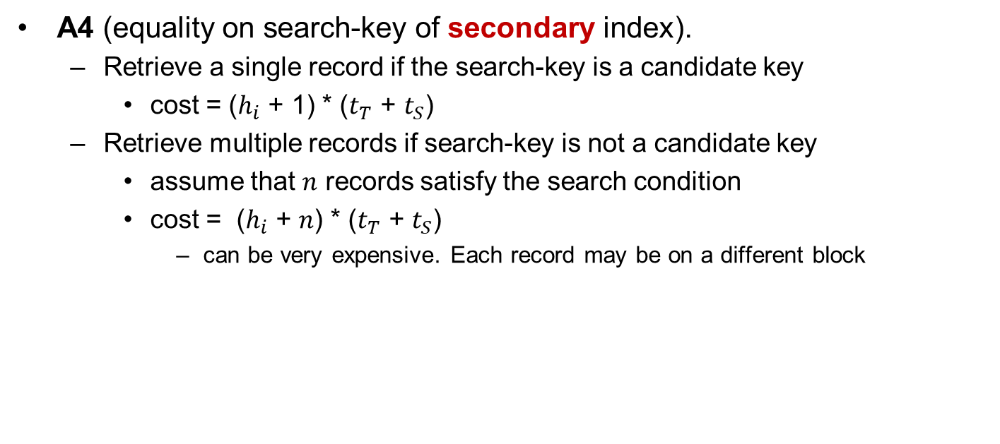 • A4 (equality on search-key of secondary index).
– Retrieve a single record if the search-key is a candidate key
• cost = (hᵢ + 1) * (t_T + t_S)
– Retrieve multiple records if search-key is not a candidate key
• assume that n records satisfy the search condition
• cost = (hᵢ + n) * (t_T + t_S)
– can be very expensive. Each record may be on a different block